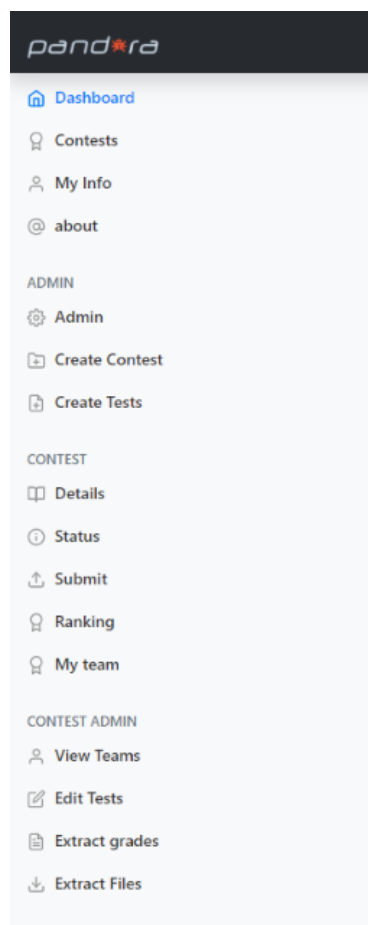 pandora
Dashboard
Contests
My Info
about
ADMIN
Admin
Create Contest
Create Tests
CONTEST
Details
Status
Submit
Ranking
My team
CONTEST ADMIN
View Teams
Edit Tests
Extract grades
Extract Files